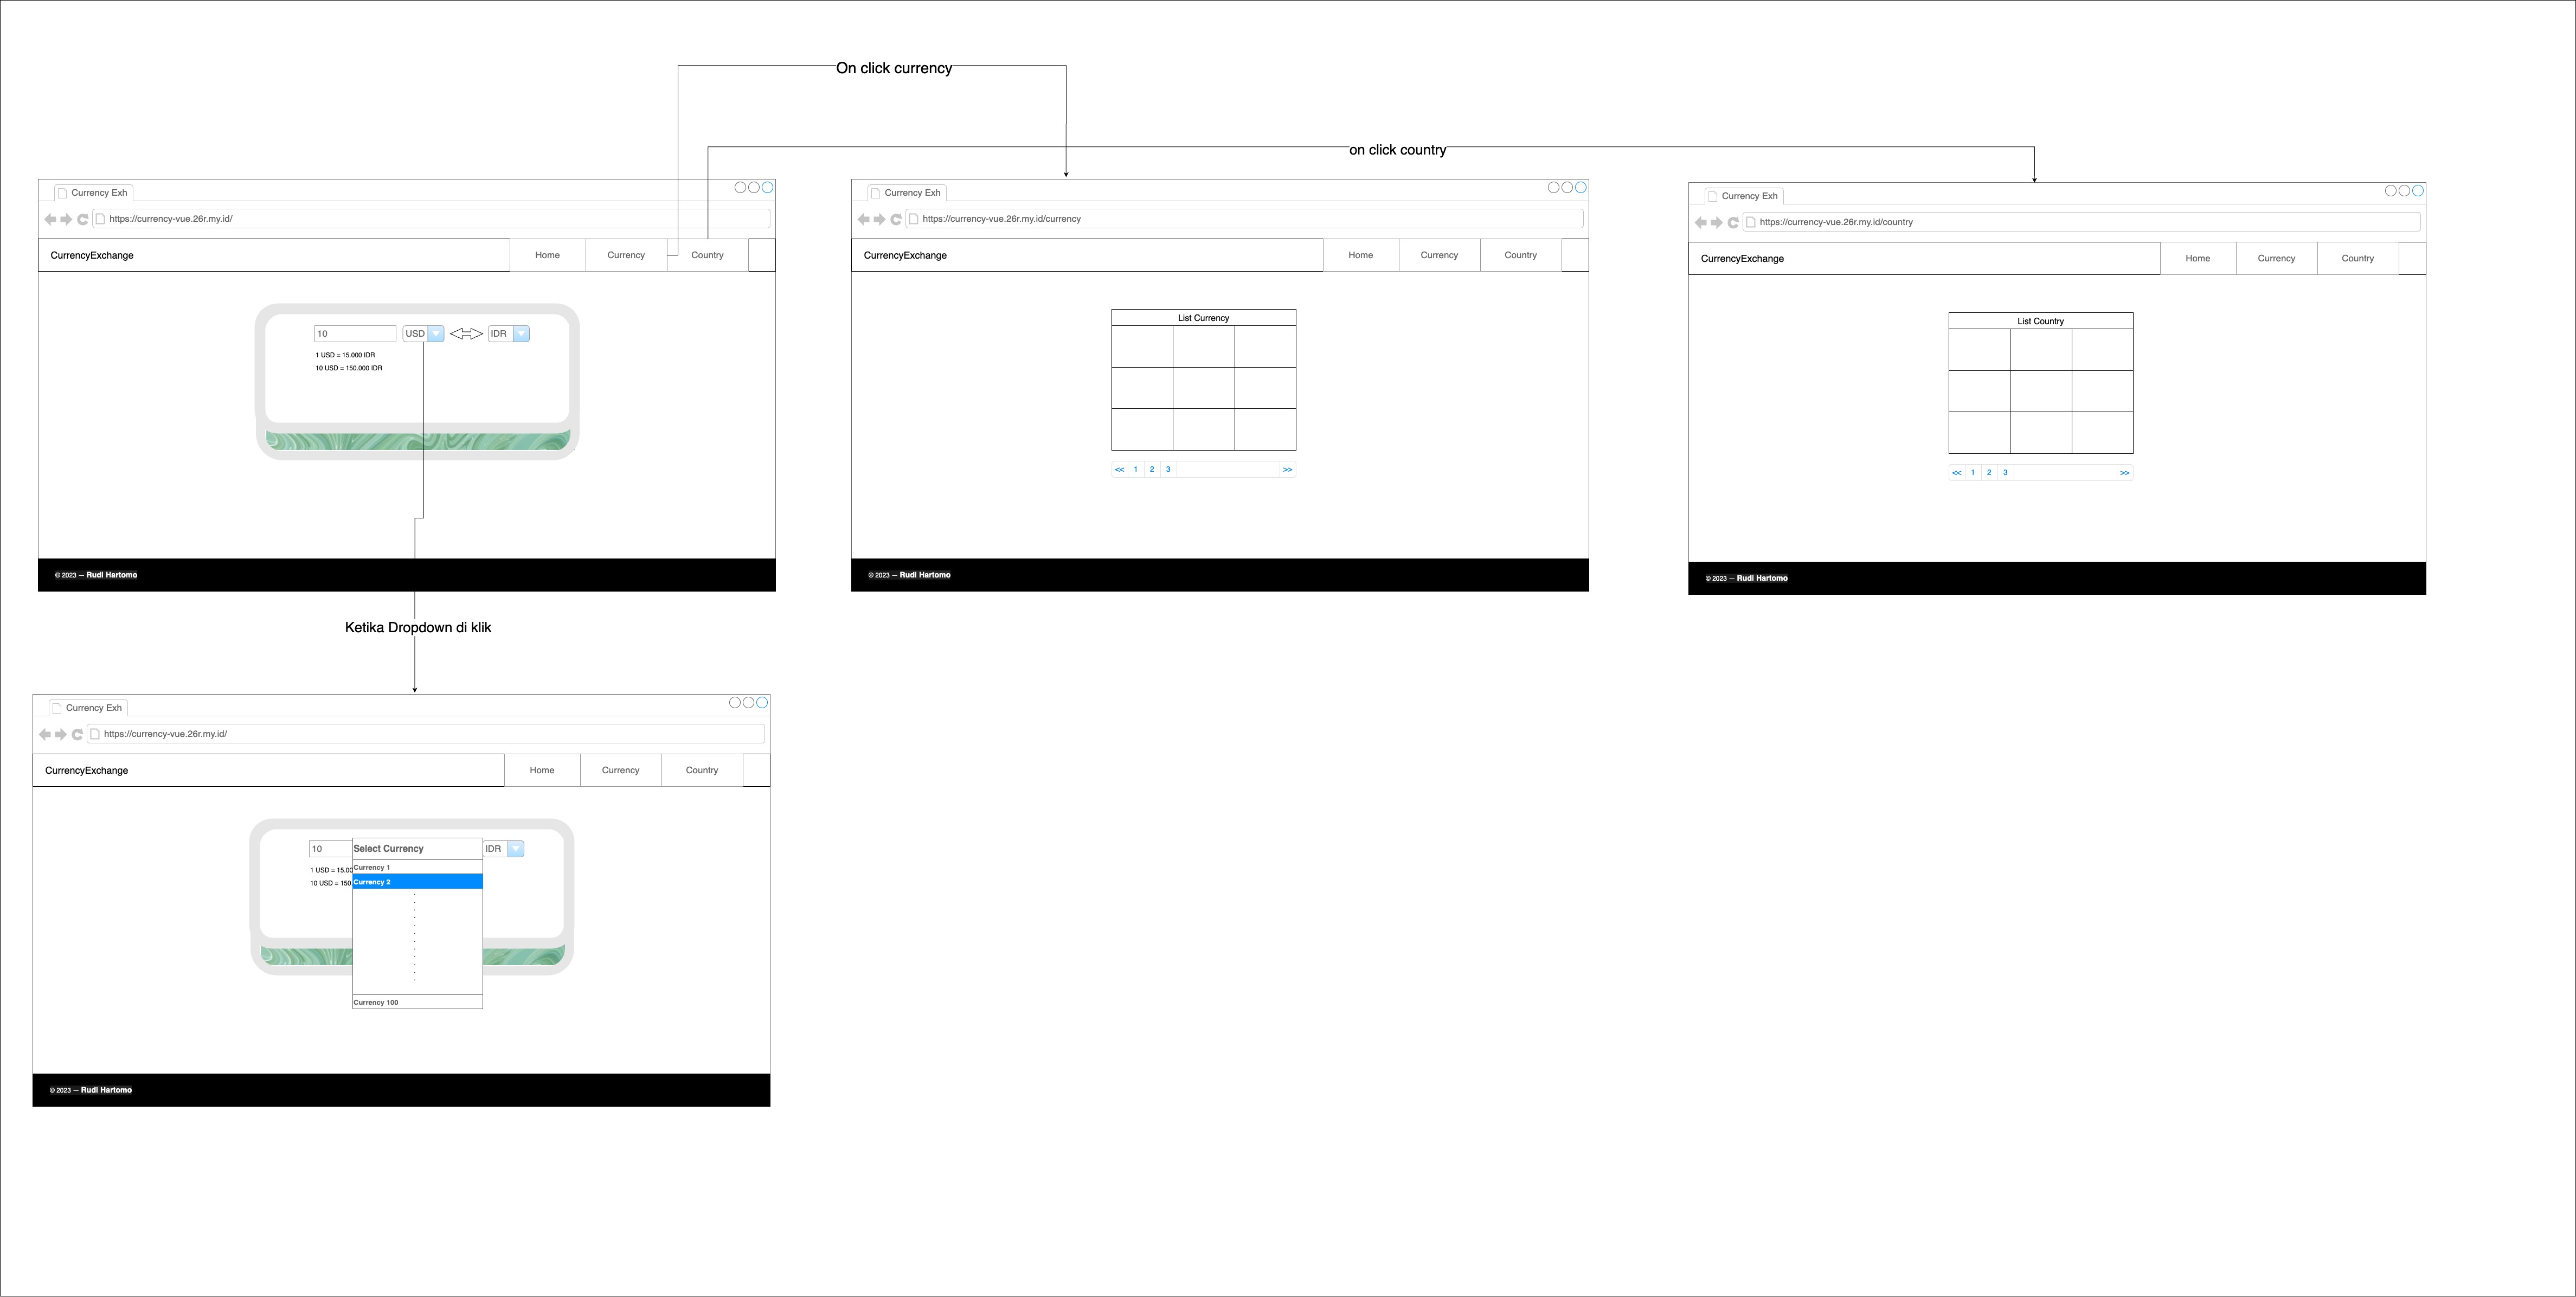 On click currency
on click country
Currency Exh
https://currency-vue.26r.my.id/
CurrencyExchange
Home
Currency
Country
10
USD
IDR
1 USD = 15.000 IDR
10 USD = 150.000 IDR
© 2023 — Rudi Hartomo
Currency Exh
https://currency-vue.26r.my.id/currency
CurrencyExchange
Home
Currency
Country
List Currency
<<
1
2
3
>>
© 2023 — Rudi Hartomo
Currency Exh
https://currency-vue.26r.my.id/country
CurrencyExchange
Home
Currency
Country
List Country
<<
1
2
3
>>
© 2023 — Rudi Hartomo
Ketika Dropdown di klik
Currency Exh
https://currency-vue.26r.my.id/
CurrencyExchange
Home
Currency
Country
10
Select Currency
IDR
1 USD = 15.00
Currency 1
10 USD = 150
Currency 2
Currency 100
© 2023 — Rudi Hartomo